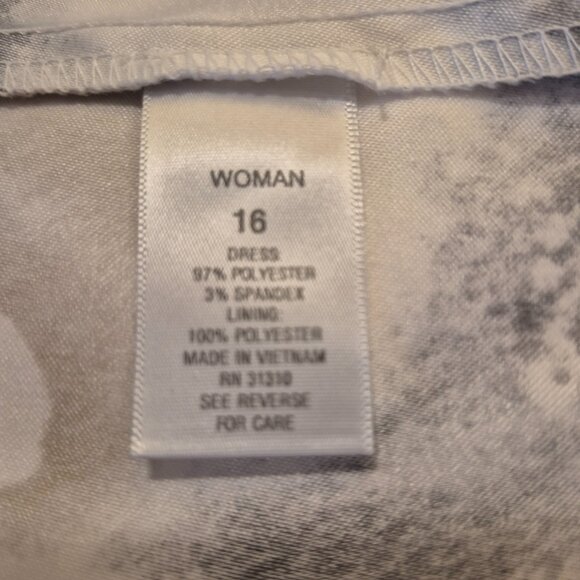 WOMAN
16
DRESS
97% POLYESTER
3% SPANDEX
LINING:
100% POLYESTER
MADE IN VIETNAM
RN 31310
SEE REVERSE
FOR CARE